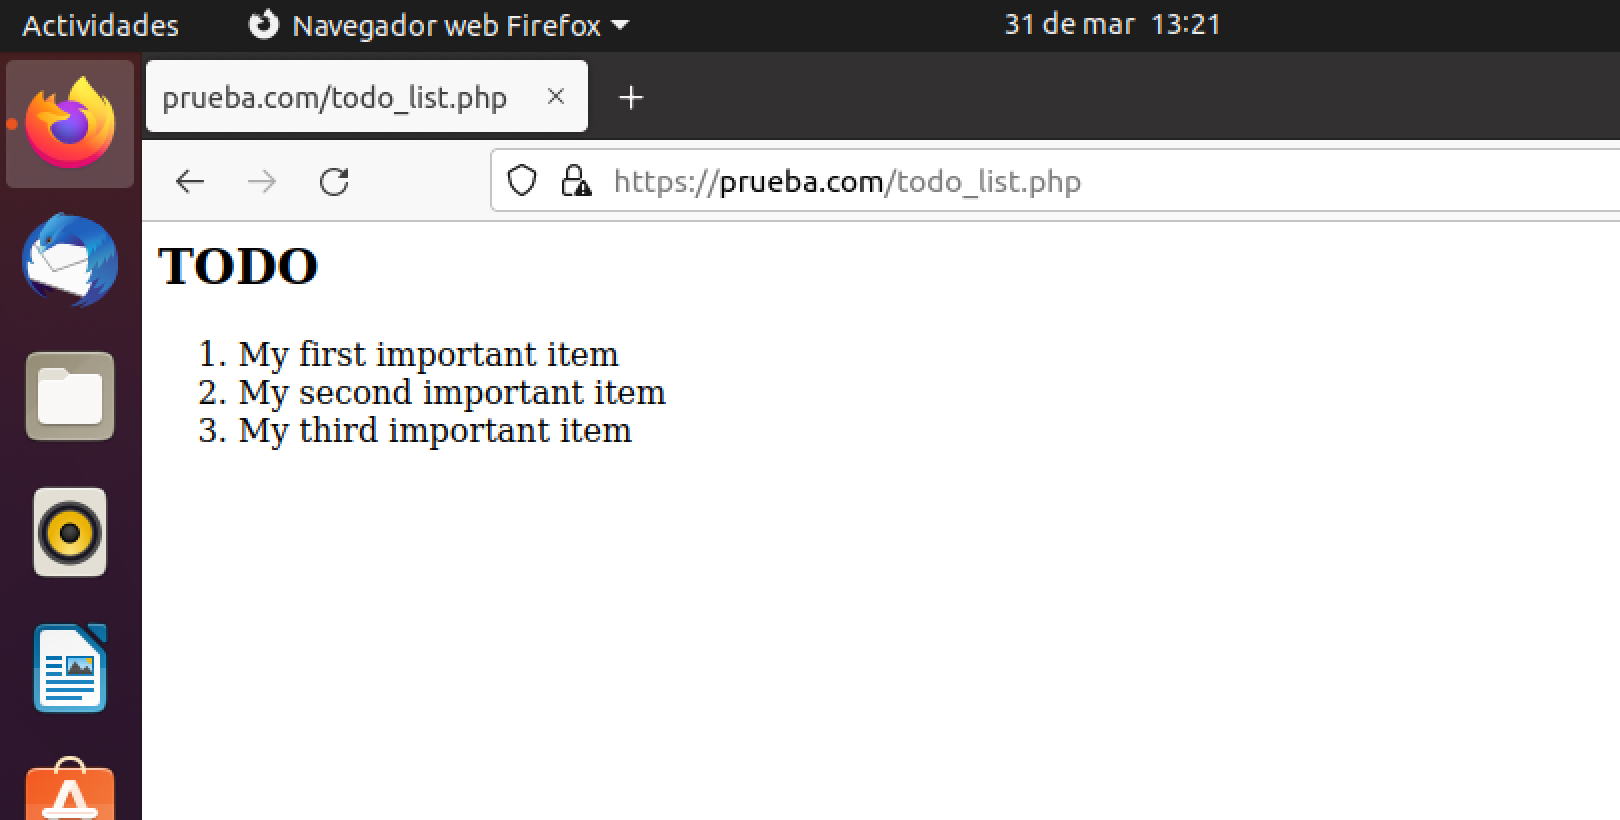 Actividades Navegador web Firefox 31 de mar 13:21
prueba.com/todo_list.php
https://prueba.com/todo_list.php
TODO
1. My first important item
2. My second important item
3. My third important item